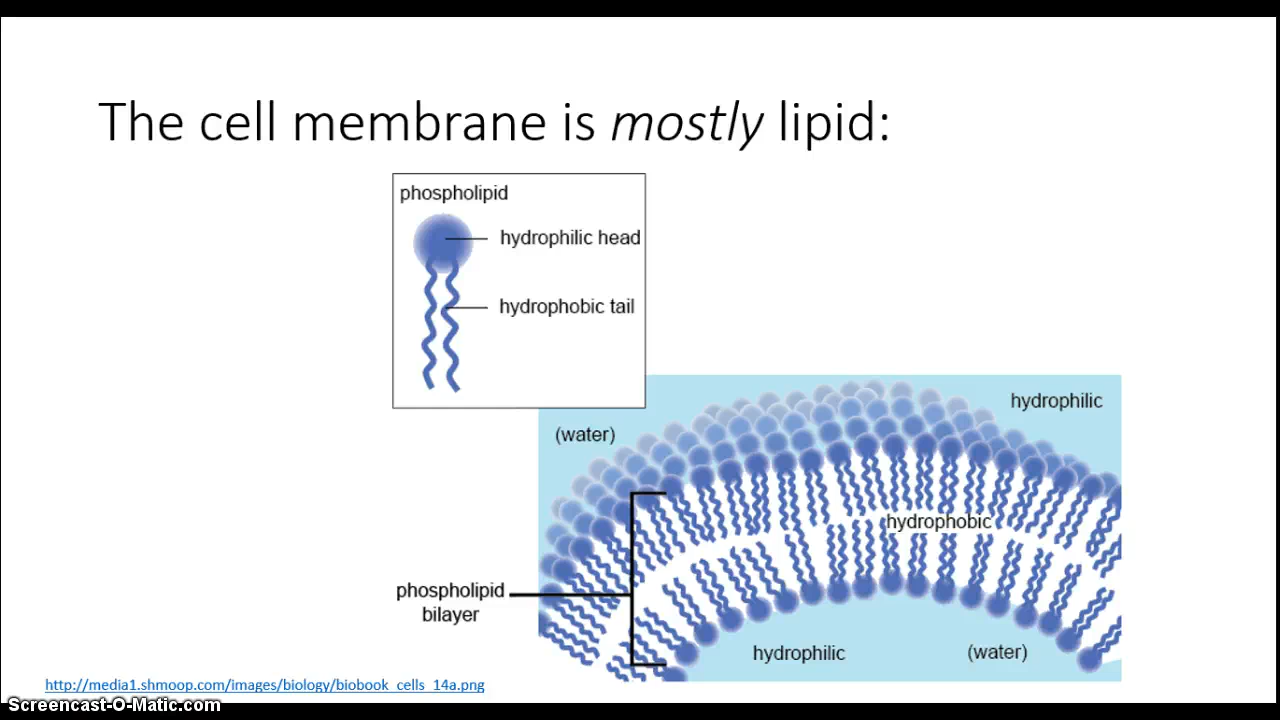 The cell membrane is mostly lipid:
phospholipid
hydrophilic head
hydrophobic tail
hydrophilic
(water)
hydrophobic
phospholipid
bilayer
hydrophilic
(water)
http://media1.shmoop.com/images/biology/biobook_cells_14a.png
Screencast-O-Matic.com